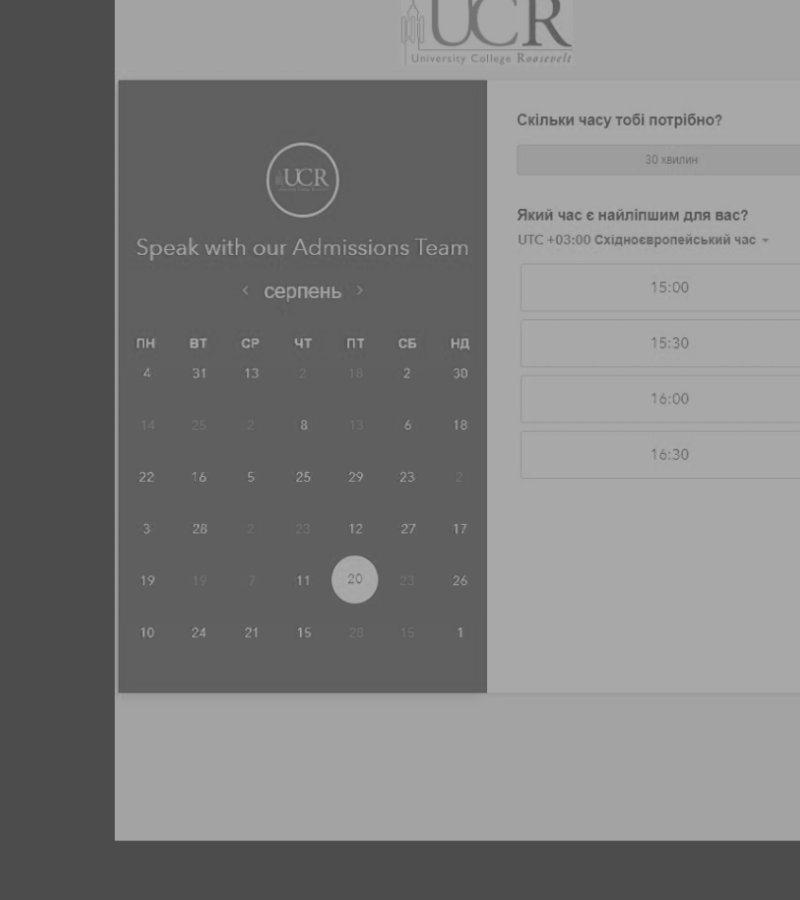 UCR
University College Roosevelt
UCR
Speak with our Admissions Team
‹ серпень ›
ПН ВТ СР ЧТ ПТ СБ НД
4 31 13 2 18 2 30
14 25 2 8 13 6 18
22 16 5 25 29 23 2
3 28 2 23 12 27 17
19 19 7 11 20 23 26
10 24 21 15 28 15 1
Скільки часу тобі потрібно?
30 хвилин
Який час є найліпшим для вас?
UTC +03:00 Східноєвропейський час
15:00
15:30
16:00
16:30